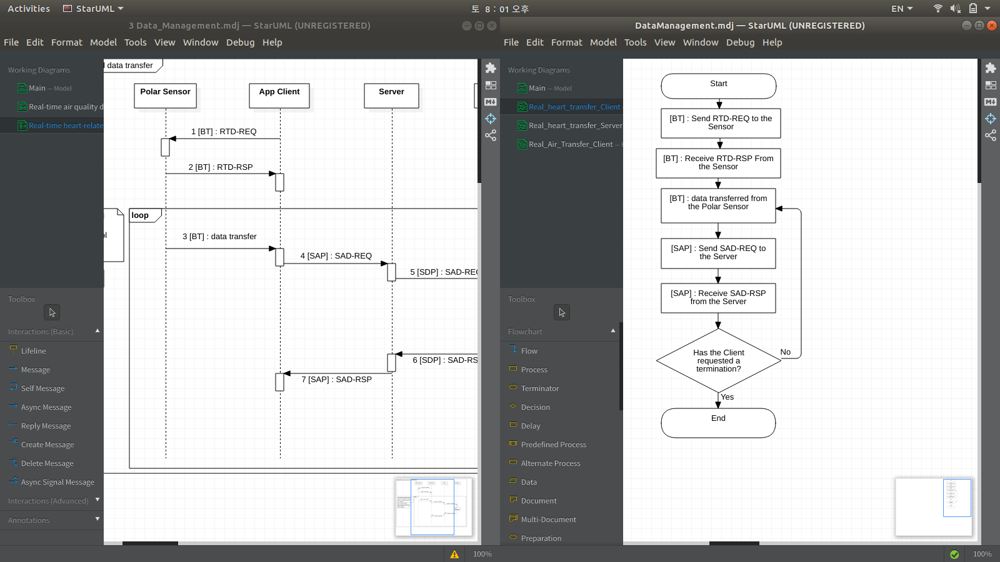 Activities
StarUML
토 8 : 01 오후
EN
3 Data_Management.mdj — StarUML (UNREGISTERED)
File Edit Format Model Tools View Window Debug Help
Working Diagrams
Main — Model
Real-time air quality d
Real-time heart-relate
Toolbox
Interactions (Basic)
Lifeline
Message
Self Message
Async Message
Reply Message
Create Message
Delete Message
Async Signal Message
Interactions (Advanced)
Annotations
data transfer
Polar Sensor
App Client
Server
1 [BT] : RTD-REQ
2 [BT] : RTD-RSP
loop
3 [BT] : data transfer
4 [SAP] : SAD-REQ
5 [SDP] : SAD-REQ
6 [SDP] : SAD-RS
7 [SAP] : SAD-RSP
100%
DataManagement.mdj — StarUML (UNREGISTERED)
File Edit Format Model Tools View Window Debug Help
Working Diagrams
Main — Model
Real_heart_transfer_Client
Real_heart_transfer_Server
Real_Air_Transfer_Client —
Toolbox
Flowchart
Flow
Process
Terminator
Decision
Delay
Predefined Process
Alternate Process
Data
Document
Multi-Document
Preparation
Start
[BT] : Send RTD-REQ to the
Sensor
[BT] : Receive RTD-RSP From
the Sensor
[BT] : data transferred from
the Polar Sensor
[SAP] : Send SAD-REQ to
the Server
[SAP] : Receive SAD-RSP
from the Server
Has the Client
requested a
termination?
No
Yes
End
100%